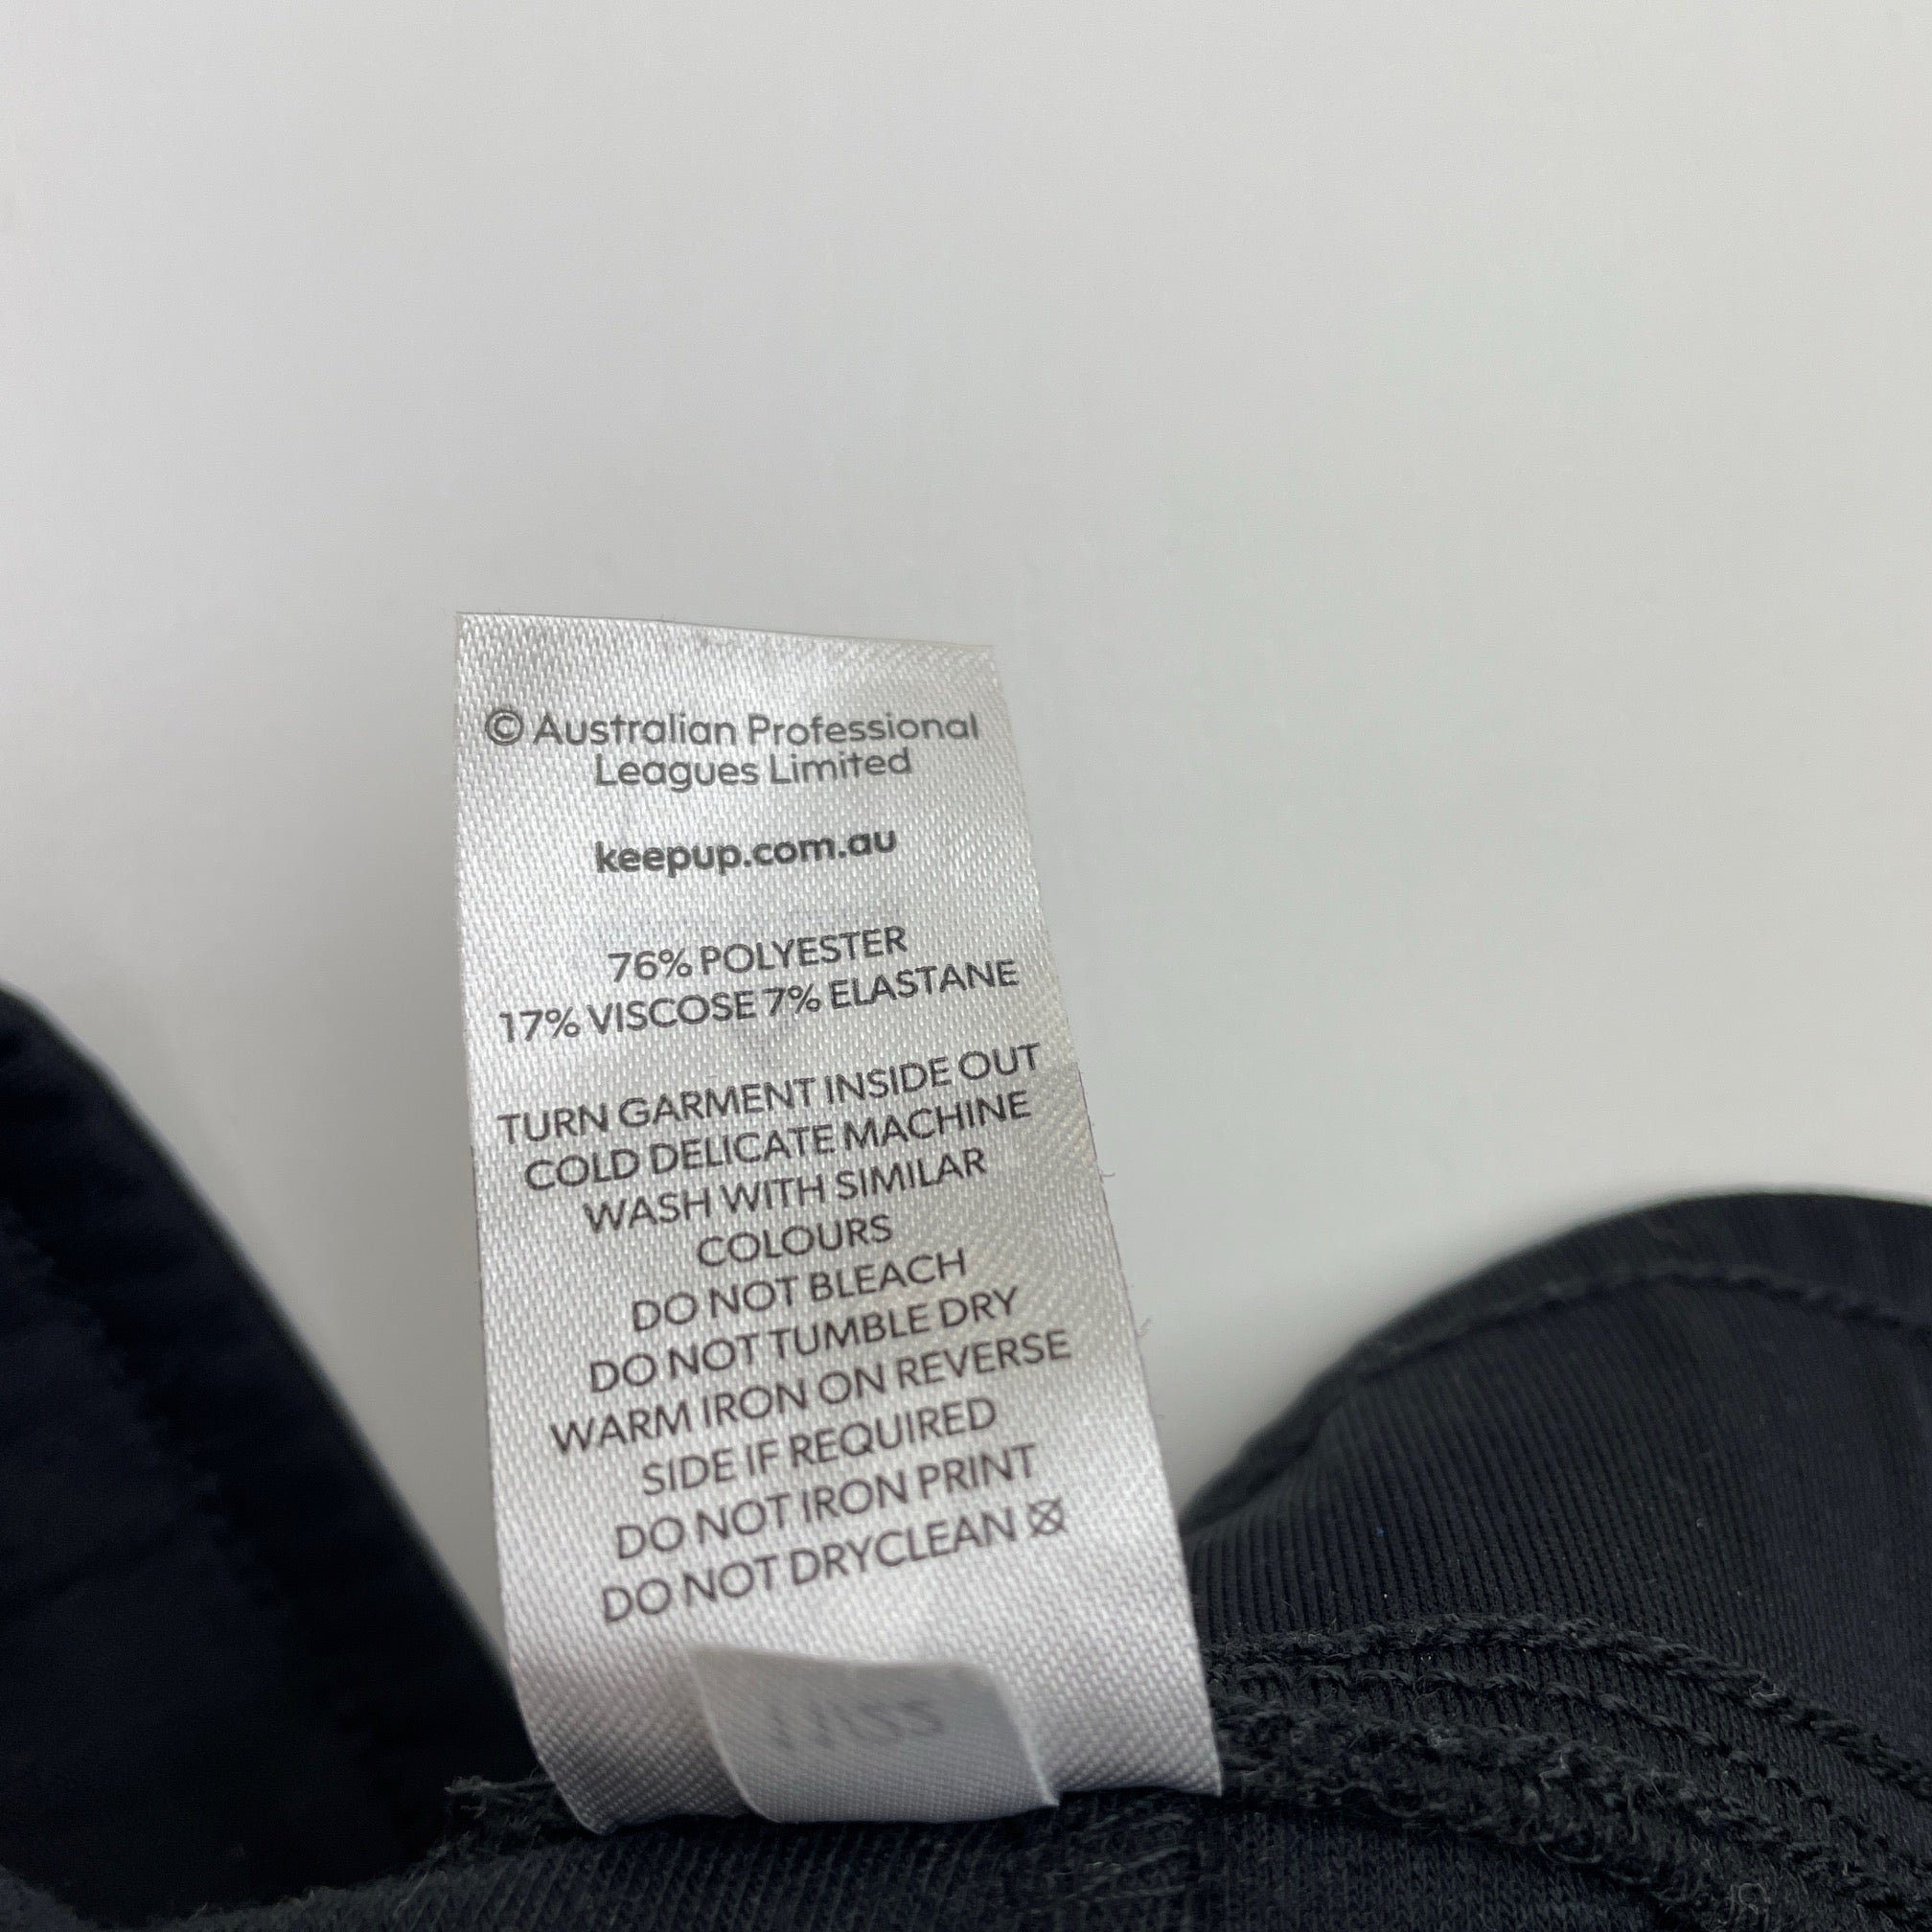 © Australian Professional
Leagues Limited
keepup.com.au
76% POLYESTER
17% VISCOSE 7% ELASTANE
TURN GARMENT INSIDE OUT
COLD DELICATE MACHINE
WASH WITH SIMILAR
COLOURS
DO NOT BLEACH
DO NOT TUMBLE DRY
WARM IRON ON REVERSE
SIDE IF REQUIRED
DO NOT IRON PRINT
DO NOT DRYCLEAN